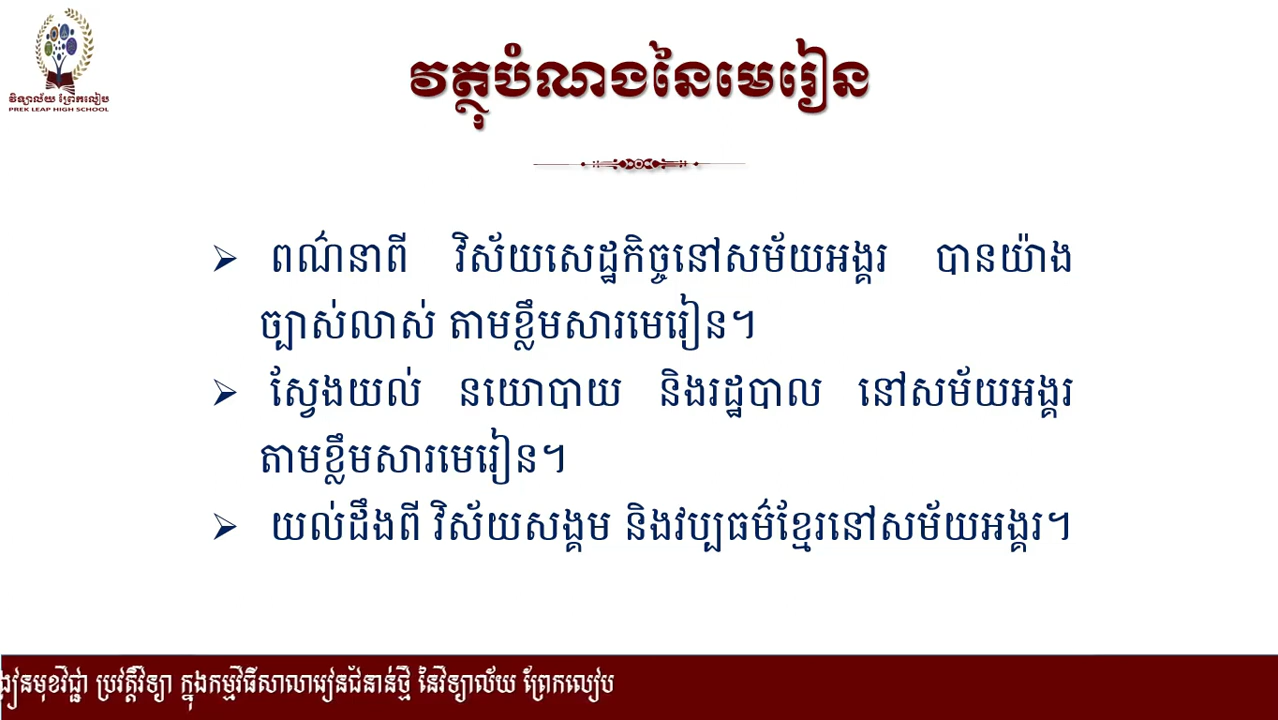 វិទ្យាល័យ ព្រែកលៀប
PREK LEAP HIGH SCHOOL
វត្ថុបំណងនៃមេរៀន
➢ ពណ៌នាពី វិស័យសេដ្ឋកិច្ចនៅសម័យអង្គរ បានយ៉ាង
ច្បាស់លាស់ តាមខ្លឹមសារមេរៀន។
➢ ស្វែងយល់ នយោបាយ និងរដ្ឋបាល នៅសម័យអង្គរ
តាមខ្លឹមសារមេរៀន។
➢ យល់ដឹងពី វិស័យសង្គម និងវប្បធម៌ខ្មែរនៅសម័យអង្គរ។
មុខវិជ្ជា ប្រវត្តិវិទ្យា ក្នុងកម្មវិធីសាលារៀនជំនាន់ថ្មី នៃវិទ្យាល័យ ព្រែកលៀប